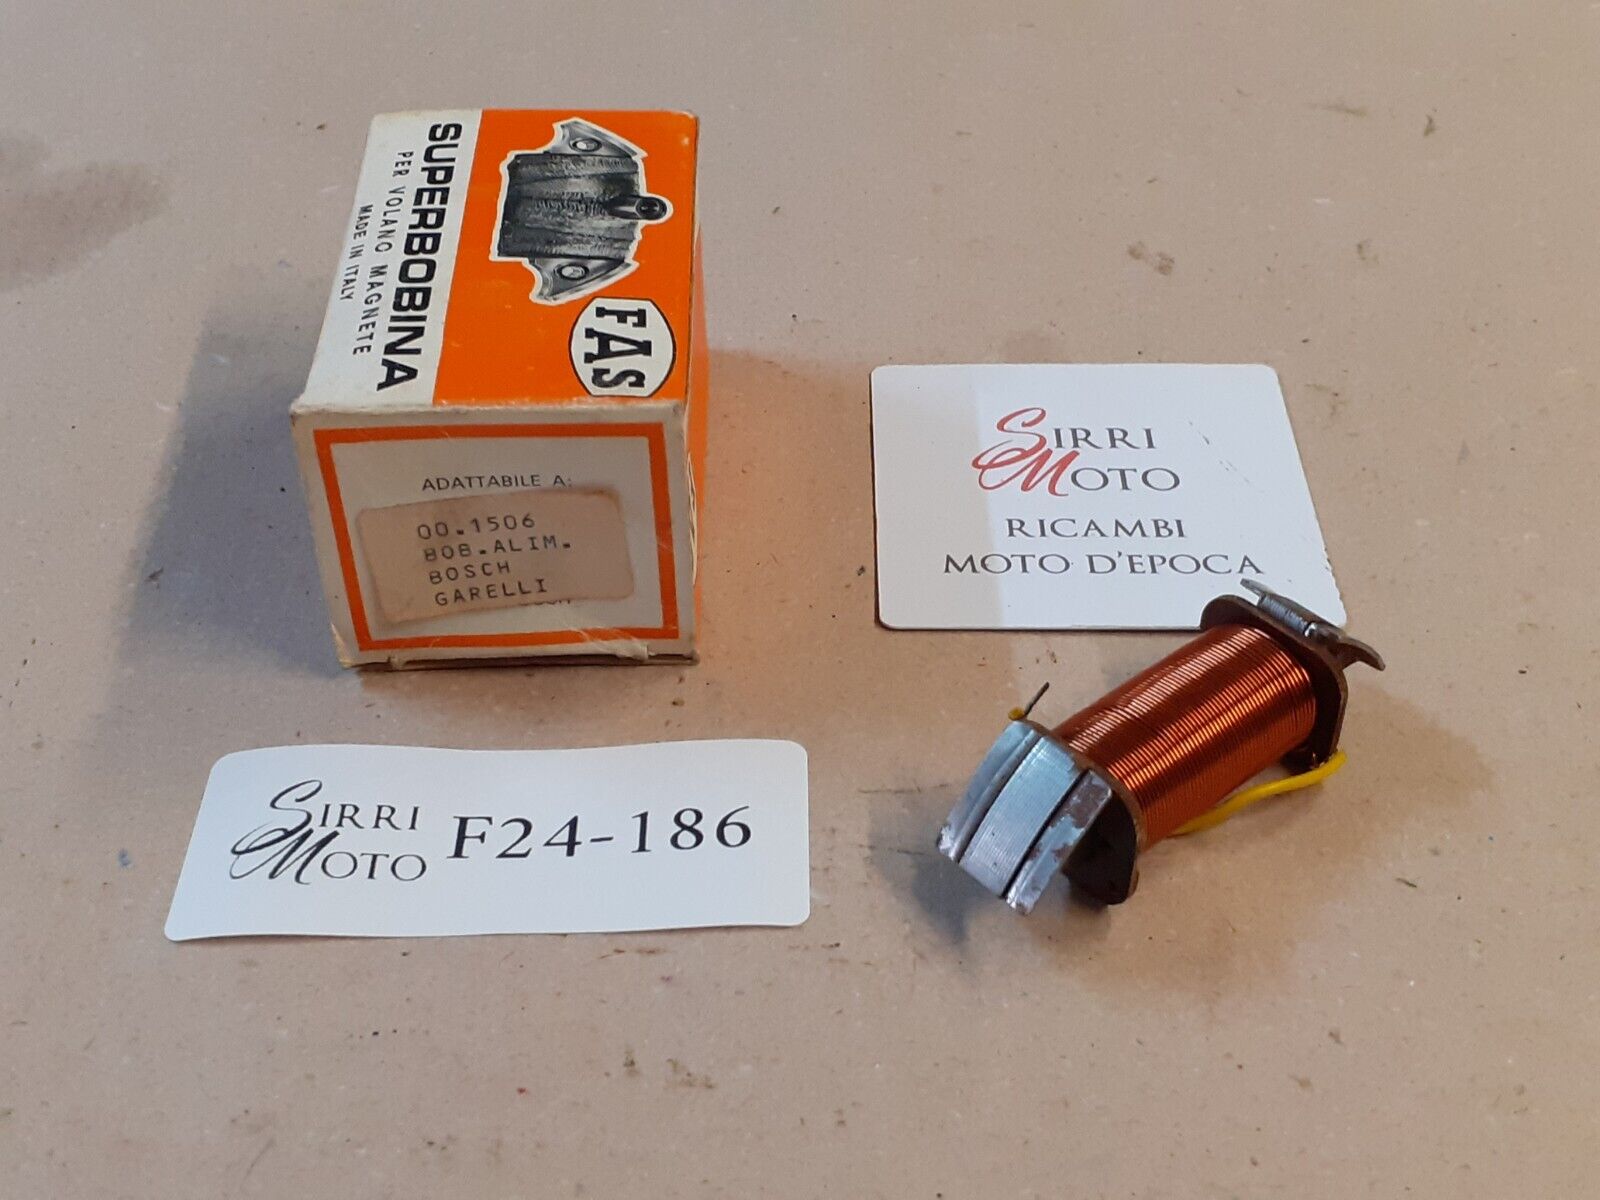 SUPERBOBINA
PER VOLANO MAGNETE
MADE IN ITALY
FAS
ADATTABILE A:
00.1506
BOB.ALIM.
BOSCH
GARELLI
SIRRI
MOTO
RICAMBI
MOTO D'EPOCA
SIRRI
MOTO
F24-186